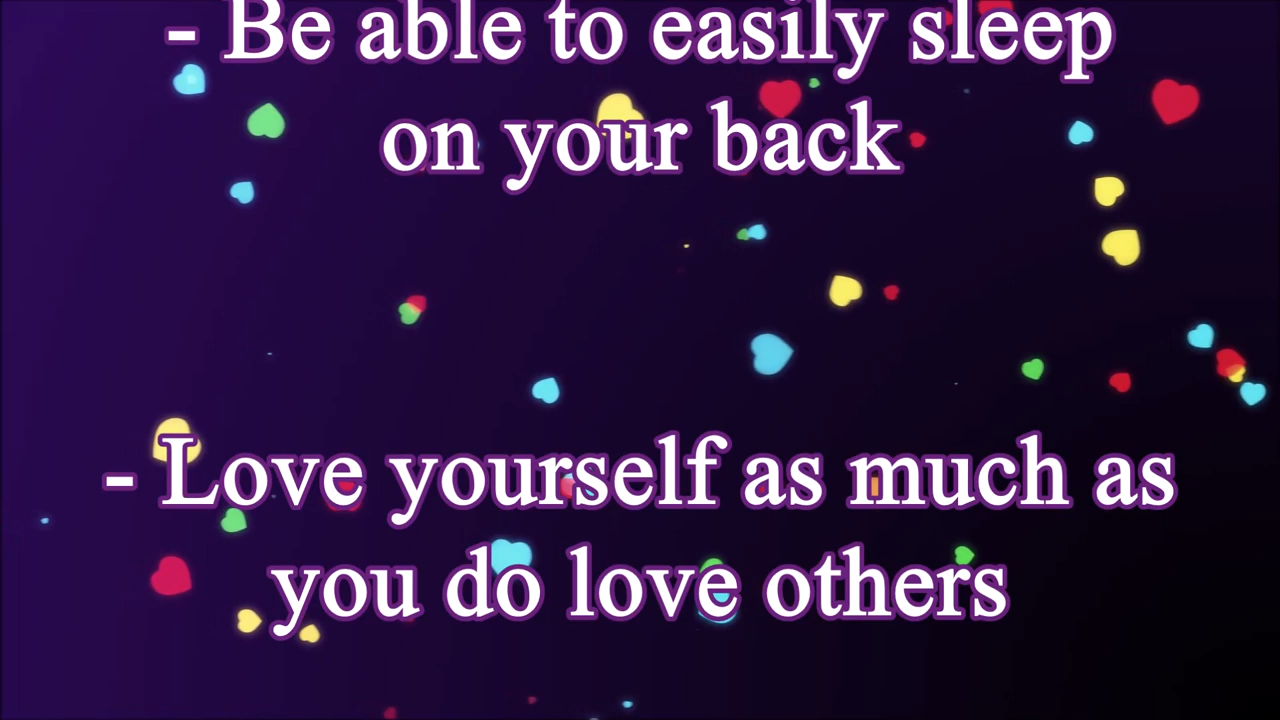 - Be able to easily sleep
on your back
- Love yourself as much as
you do love others